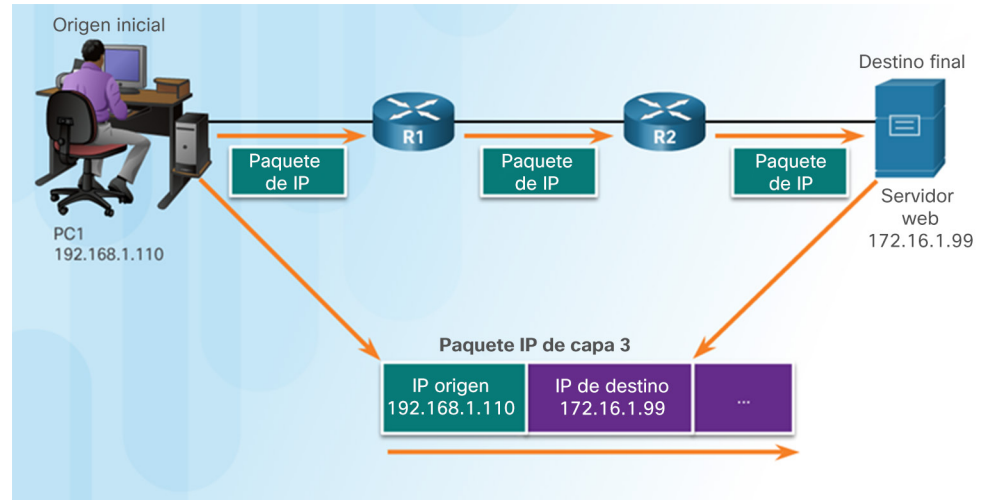 Origen inicial
Destino final
R1
R2
Paquete
de IP
Paquete
de IP
Paquete
de IP
PC1
192.168.1.110
Servidor
web
172.16.1.99
Paquete IP de capa 3
IP origen
192.168.1.110
IP de destino
172.16.1.99
...